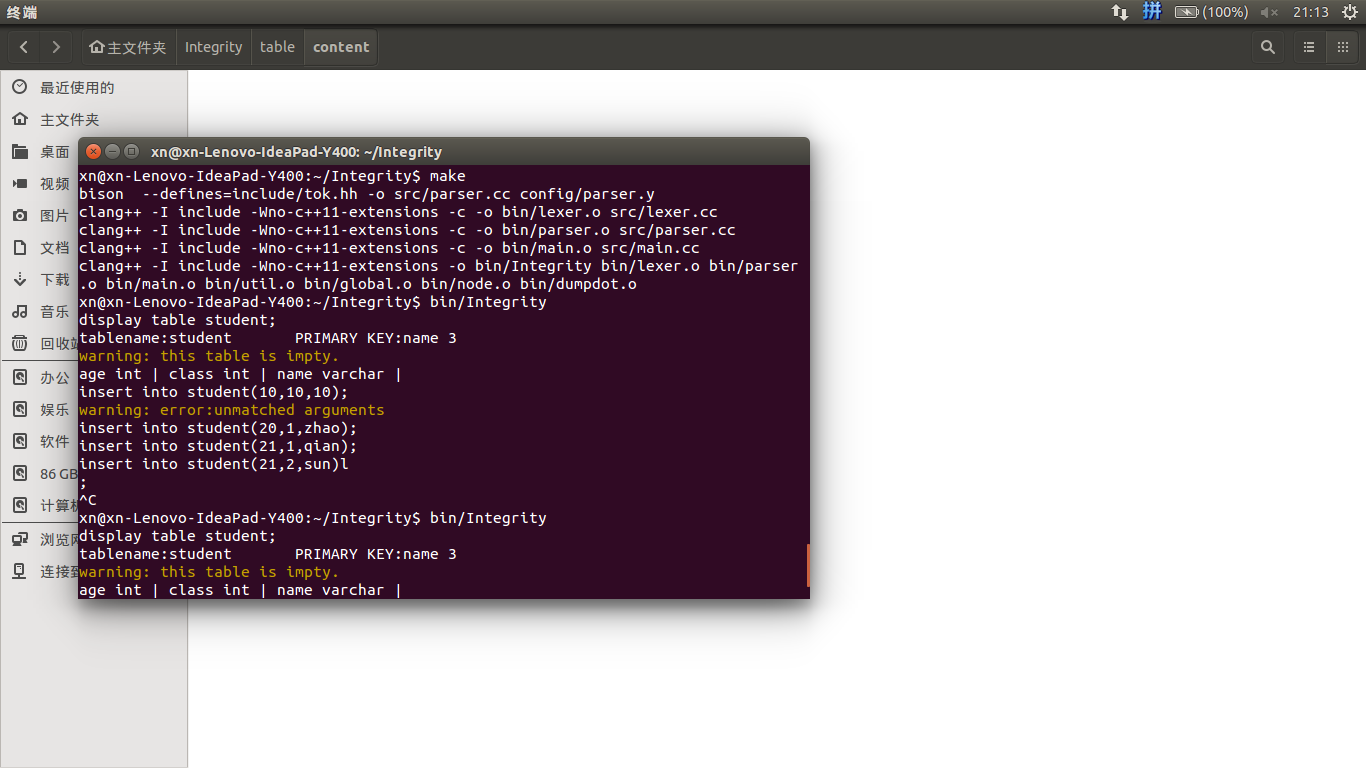 终端
(100%)
21:13
主文件夹
Integrity
table
content
最近使用的
主文件夹
桌面
视频
图片
文档
下载
音乐
回收站
办公
娱乐
软件
86 GB
计算机
浏览网
连接到
xn@xn-Lenovo-IdeaPad-Y400: ~/Integrity
xn@xn-Lenovo-IdeaPad-Y400:~/Integrity$ make
bison  --defines=include/tok.hh -o src/parser.cc config/parser.y
clang++ -I include -Wno-c++11-extensions -c -o bin/lexer.o src/lexer.cc
clang++ -I include -Wno-c++11-extensions -c -o bin/parser.o src/parser.cc
clang++ -I include -Wno-c++11-extensions -c -o bin/main.o src/main.cc
clang++ -I include -Wno-c++11-extensions -o bin/Integrity bin/lexer.o bin/parser
.o bin/main.o bin/util.o bin/global.o bin/node.o bin/dumpdot.o
xn@xn-Lenovo-IdeaPad-Y400:~/Integrity$ bin/Integrity
display table student;
tablename:student       PRIMARY KEY:name 3
warning: this table is impty.
age int | class int | name varchar |
insert into student(10,10,10);
warning: error:unmatched arguments
insert into student(20,1,zhao);
insert into student(21,1,qian);
insert into student(21,2,sun)l
;
^C
xn@xn-Lenovo-IdeaPad-Y400:~/Integrity$ bin/Integrity
display table student;
tablename:student       PRIMARY KEY:name 3
warning: this table is impty.
age int | class int | name varchar |